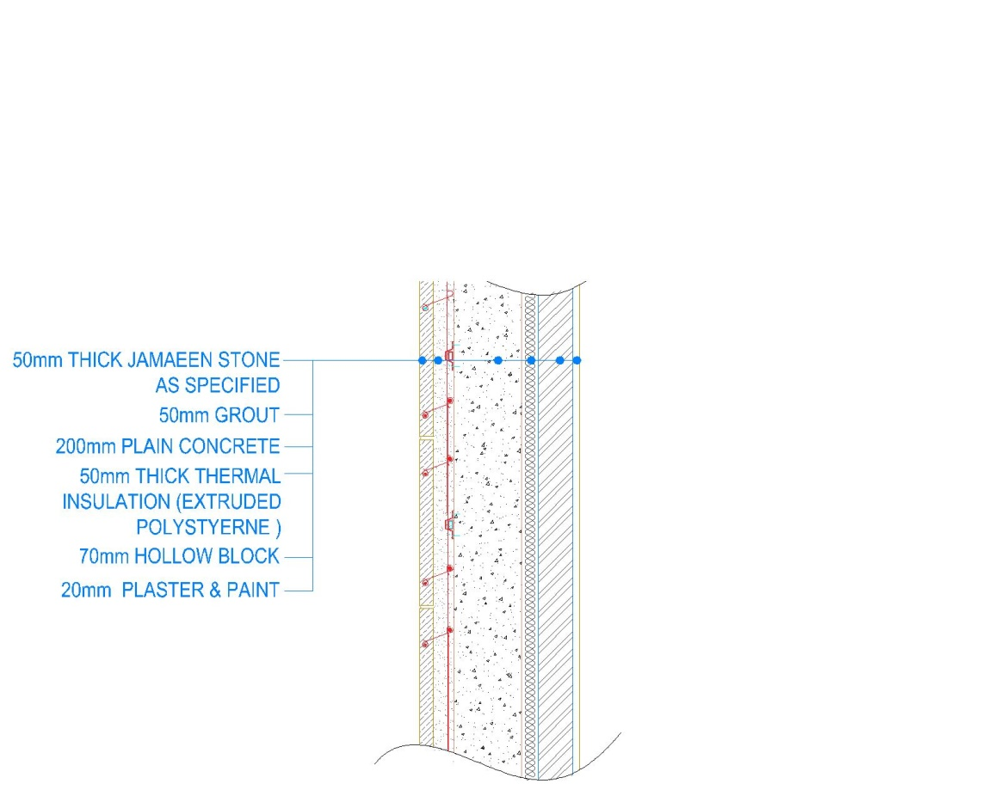 50mm THICK JAMAEEN STONE
AS SPECIFIED
50mm GROUT
200mm PLAIN CONCRETE
50mm THICK THERMAL
INSULATION (EXTRUDED
POLYSTYERNE )
70mm HOLLOW BLOCK
20mm PLASTER & PAINT